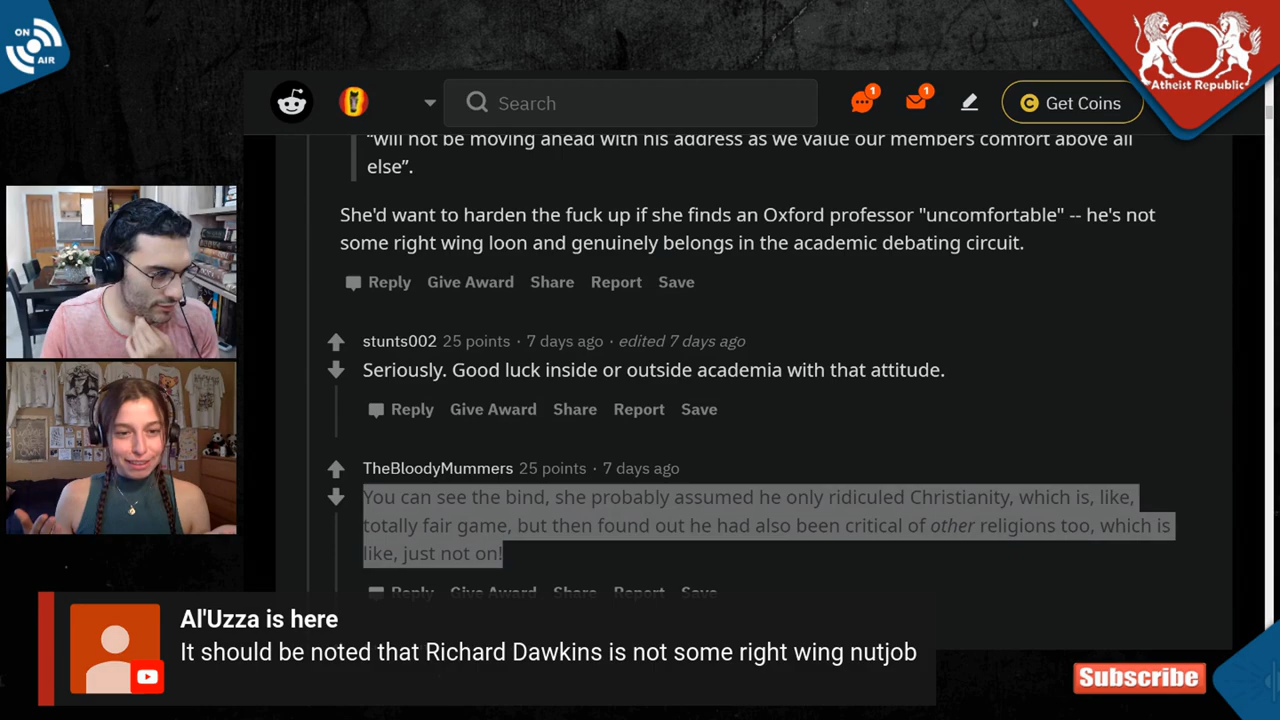 ON
AIR
Search
1
1
Get Coins
Atheist Republic
"will not be moving ahead with his address as we value our members comfort above all
else".
She'd want to harden the fuck up if she finds an Oxford professor "uncomfortable" -- he's not
some right wing loon and genuinely belongs in the academic debating circuit.
Reply Give Award Share Report Save
stunts002 25 points · 7 days ago · edited 7 days ago
Seriously. Good luck inside or outside academia with that attitude.
Reply Give Award Share Report Save
TheBloodyMummers 25 points · 7 days ago
You can see the bind, she probably assumed he only ridiculed Christianity, which is, like,
totally fair game, but then found out he had also been critical of other religions too, which is
like, just not on!
Reply Give Award Share Report Save
Al'Uzza is here
It should be noted that Richard Dawkins is not some right wing nutjob
Subscribe